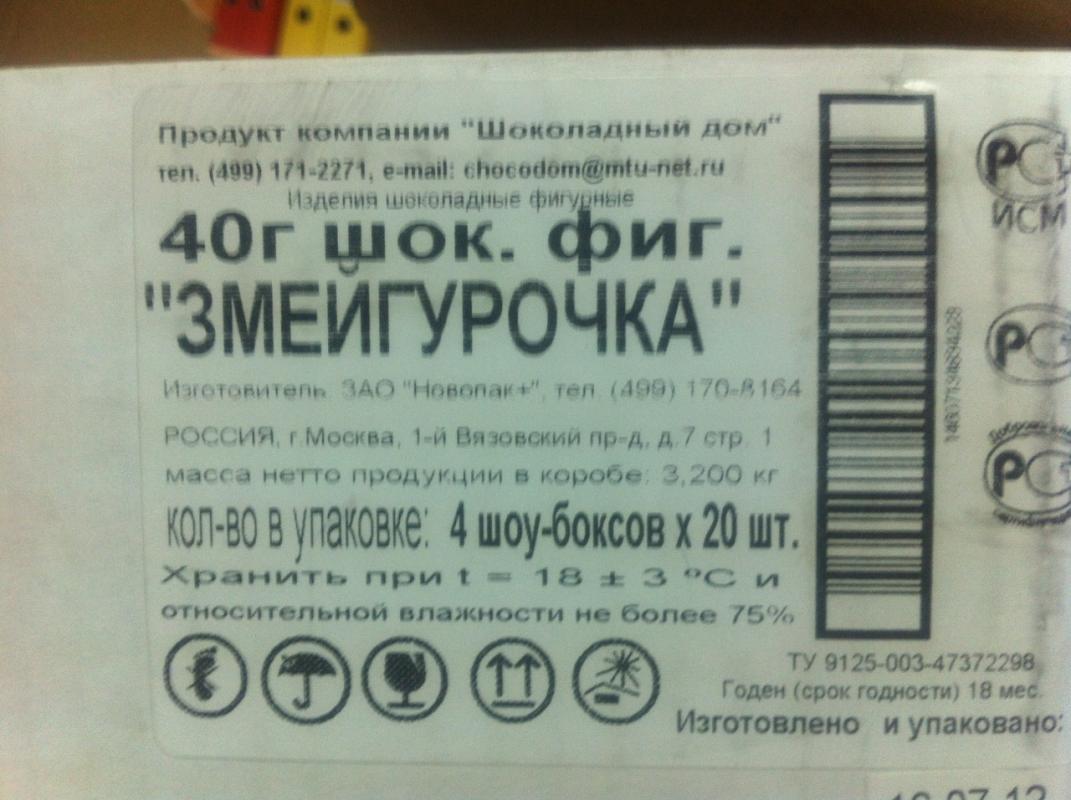 Продукт компании "Шоколадный дом"
тел. (499) 171-2271, e-mail: chocodom@mtu-net.ru
Изделия шоколадные фигурные
40г шок. фиг.
"ЗМЕЙГУРОЧКА"
Изготовитель: ЗАО "Новопак+", тел. (499) 170-8164
РОССИЯ, г.Москва, 1-й Вязовский пр-д, д.7 стр. 1
масса нетто продукции в коробе: 3,200 кг
кол-во в упаковке: 4 шоу-боксов х 20 шт.
Хранить при t = 18 ± 3 °С и
относительной влажности не более 75%
ТУ 9125-003-47372298
Годен (срок годности) 18 мес.
Изготовлено и упаковано:
РСТ
ИСМ
РСТ
РСТ